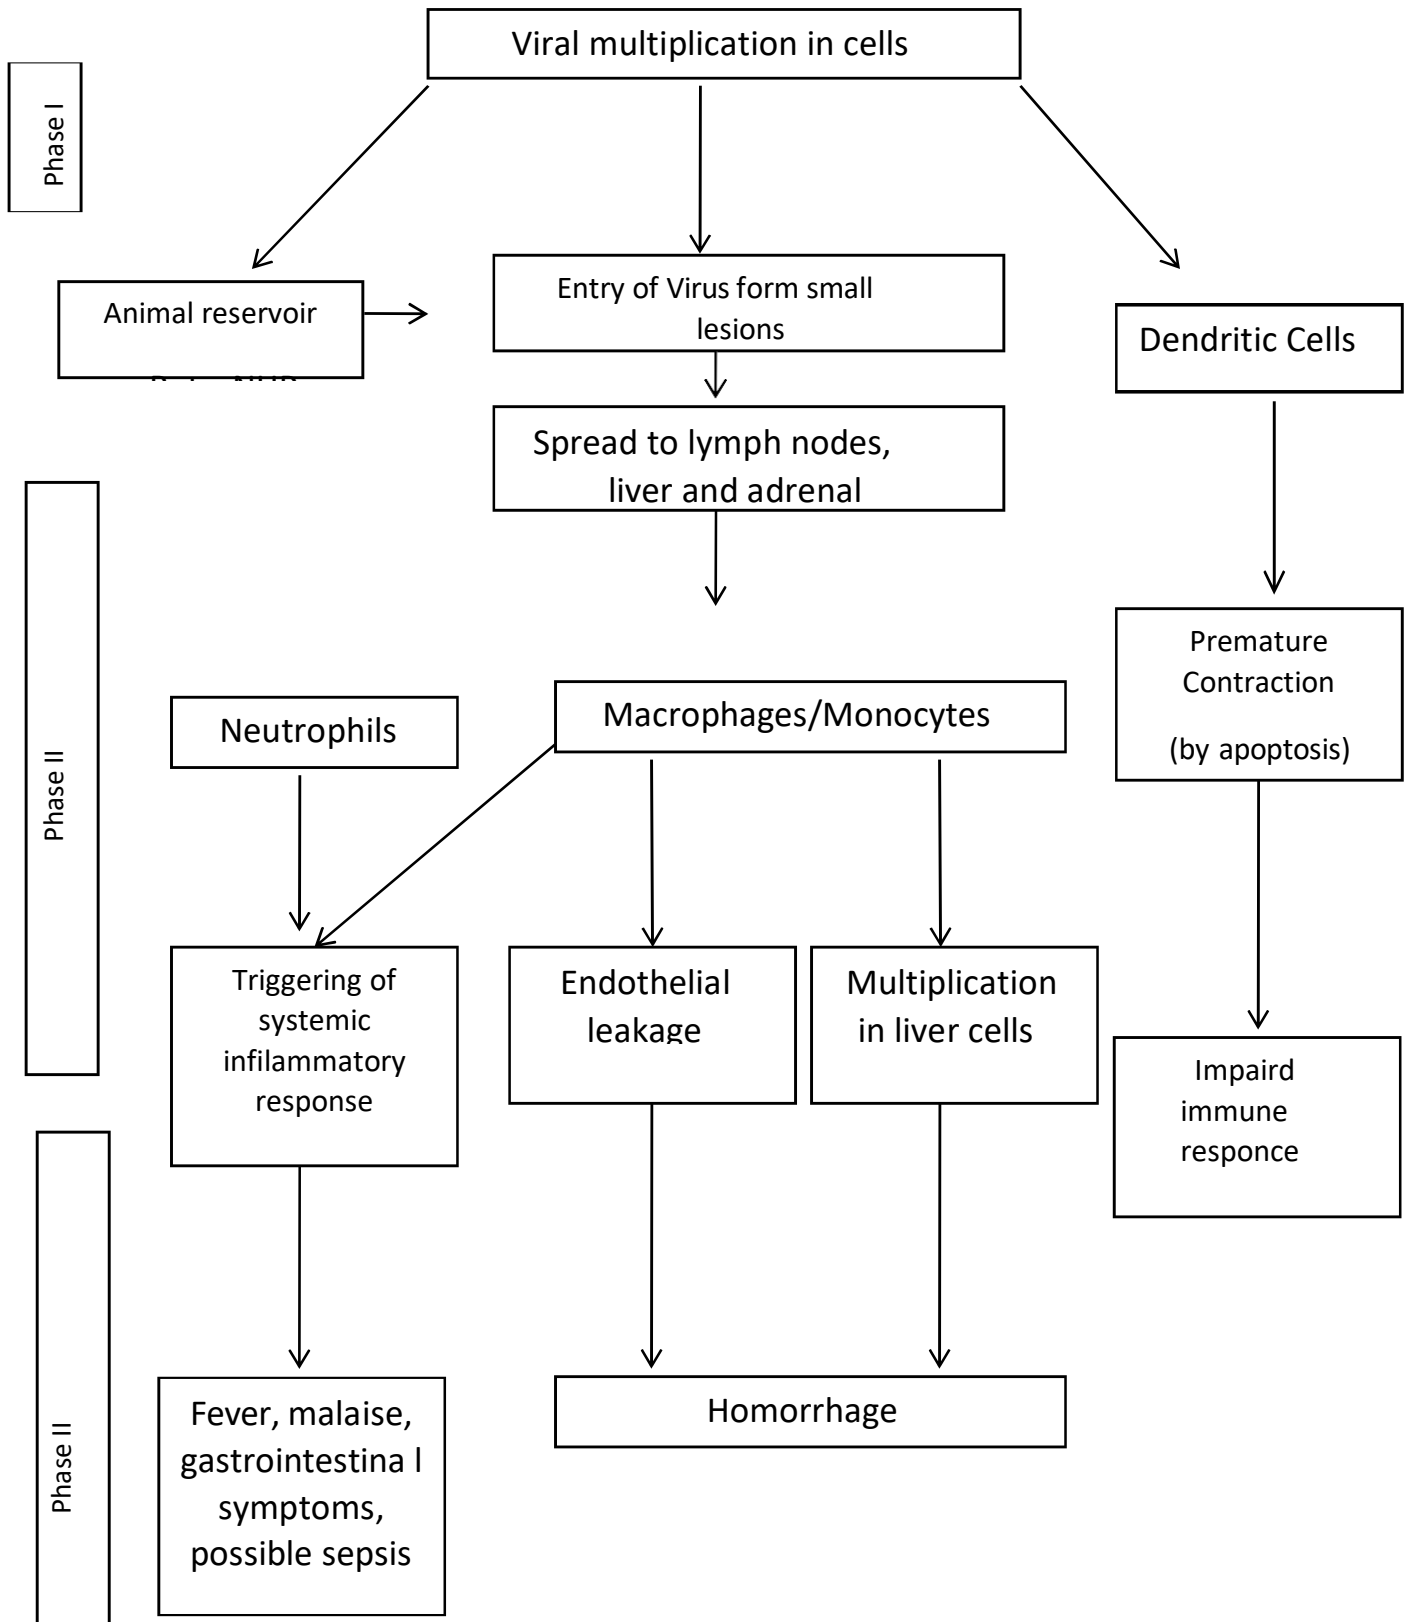 Viral multiplication in cells
Phase I
Animal reservoir
Entry of Virus form small
lesions
Dendritic Cells
Spread to lymph nodes,
liver and adrenal
Phase II
Premature
Contraction
(by apoptosis)
Neutrophils
Macrophages/Monocytes
Triggering of
systemic
infilammatory
response
Endothelial
leakage
Multiplication
in liver cells
Impaird
immune
responce
Phase II
Fever, malaise,
gastrointestina l
symptoms,
possible sepsis
Homorrhage